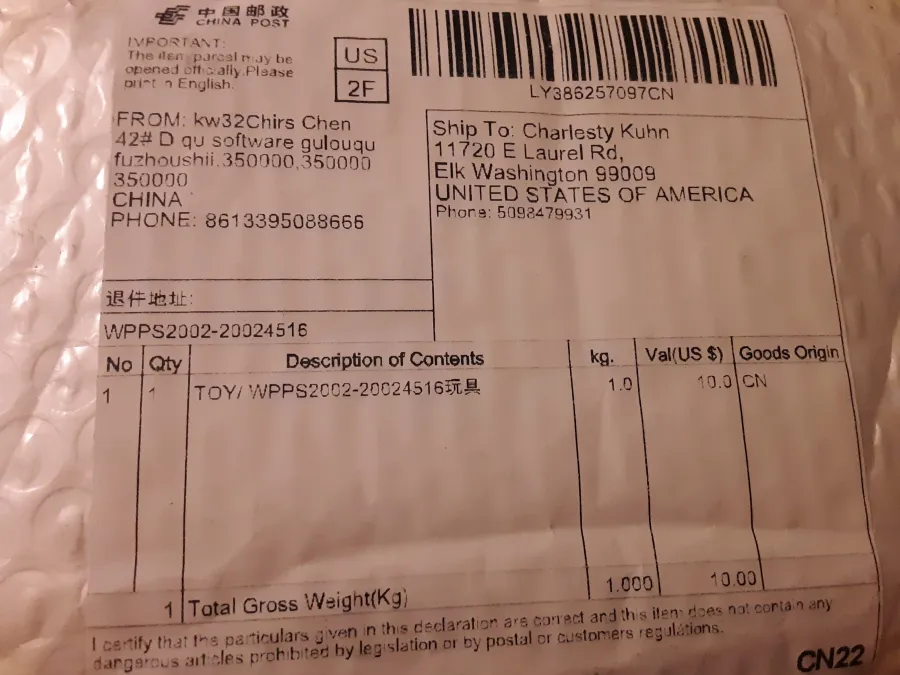 中国邮政
CHINA POST
IMPORTANT:
The item parcel may be
opened officially.Please
print in English.
US
2F
LY386257097CN
FROM: kw32Chirs Chen
42# D qu software gulouqu
fuzhoushii.350000,350000
350000
CHINA
PHONE: 8613395088666
Ship To: Charlesty Kuhn
11720 E Laurel Rd,
Elk Washington 99009
UNITED STATES OF AMERICA
Phone: 5098479931
退件地址:
WPPS2002-20024516
No Qty Description of Contents kg. Val(US $) Goods Origin
1 1 TOY/ WPPS2002-20024516玩具 1.0 10.0 CN
1 Total Gross Weight(Kg) 1.000 10.00
I certify that the particulars given in this declaration are correct and this item does not contain any
dangerous articles prohibited by legislation or by postal or customers regulations.
CN22